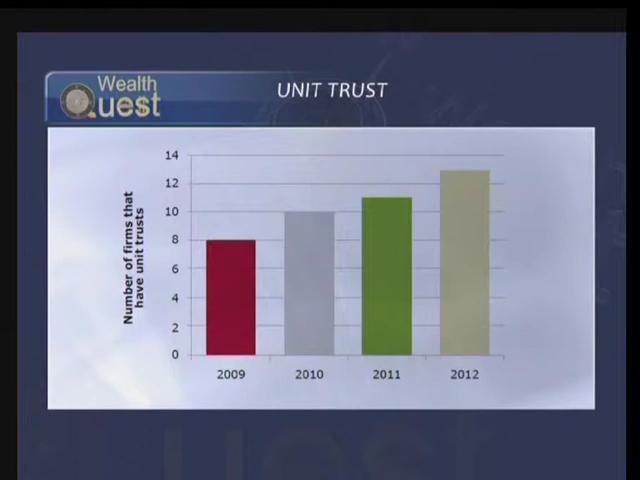 Wealth
Quest
UNIT TRUST
Number of firms that
have unit trusts
14
12
10
8
6
4
2
0
2009 2010 2011 2012